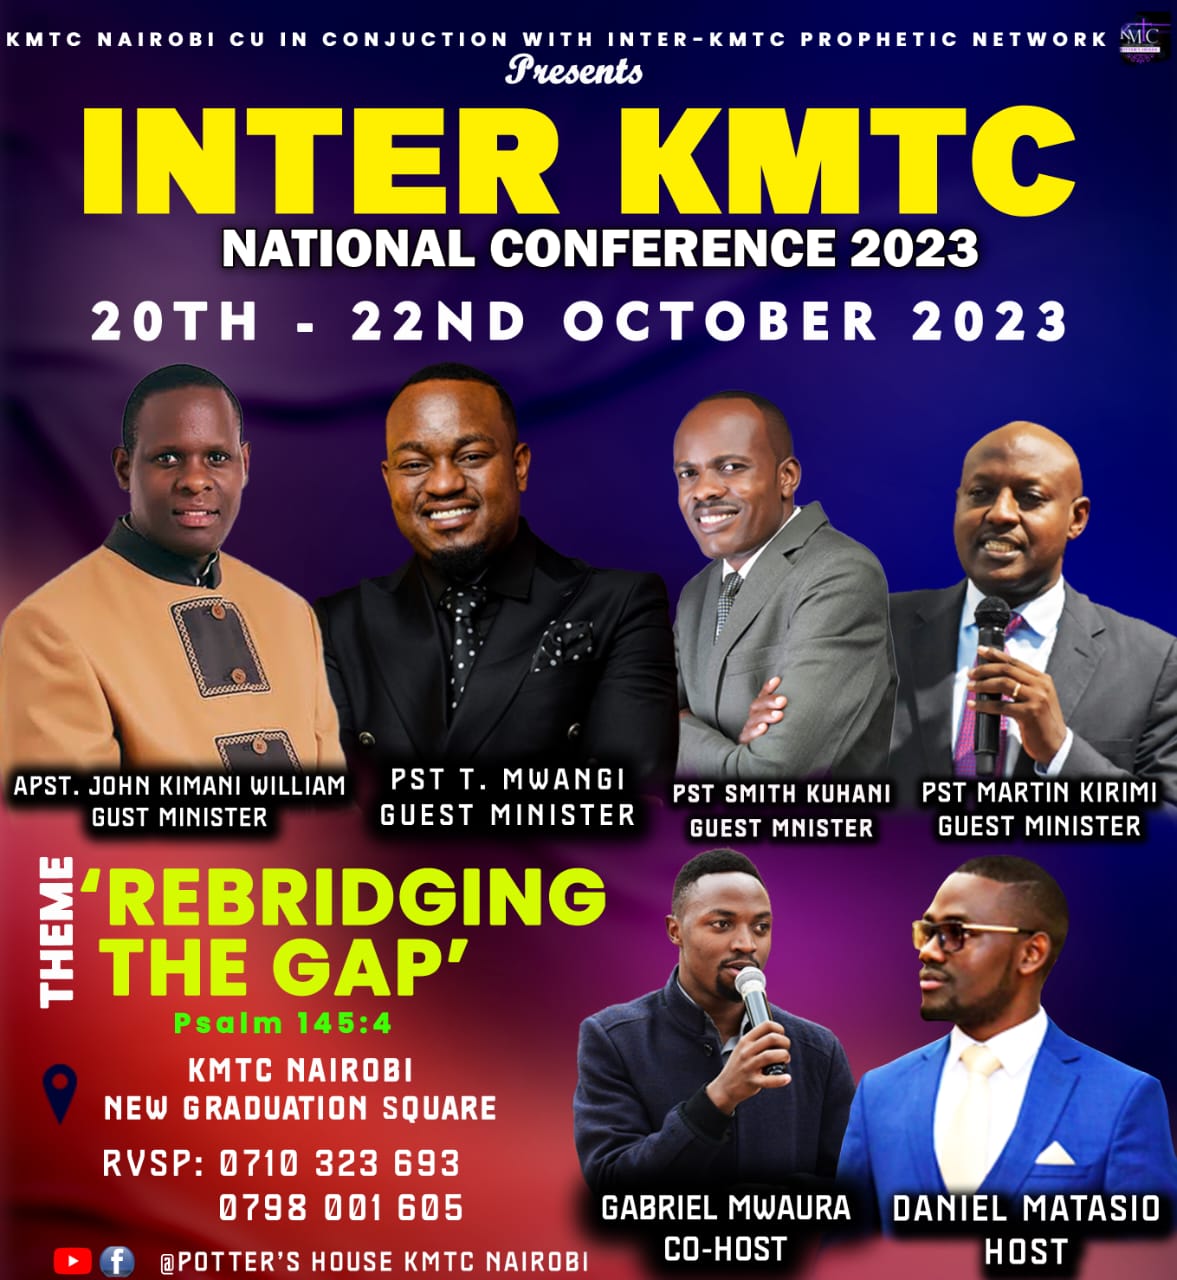 KMTC NAIROBI CU IN CONJUCTION WITH INTER-KMTC PROPHETIC NETWORK
KMTC
Presents
INTER KMTC
NATIONAL CONFERENCE 2023
20TH - 22ND OCTOBER 2023
APST. JOHN KIMANI WILLIAM
GUST MINISTER
PST T. MWANGI
GUEST MINISTER
PST SMITH KUHANI
GUEST MNISTER
PST MARTIN KIRIMI
GUEST MINISTER
THEME
‘REBRIDGING
THE GAP’
Psalm 145:4
KMTC NAIROBI
NEW GRADUATION SQUARE
RVSP: 0710 323 693
0798 001 605
@POTTER'S HOUSE KMTC NAIROBI
GABRIEL MWAURA
CO-HOST
DANIEL MATASIO
HOST